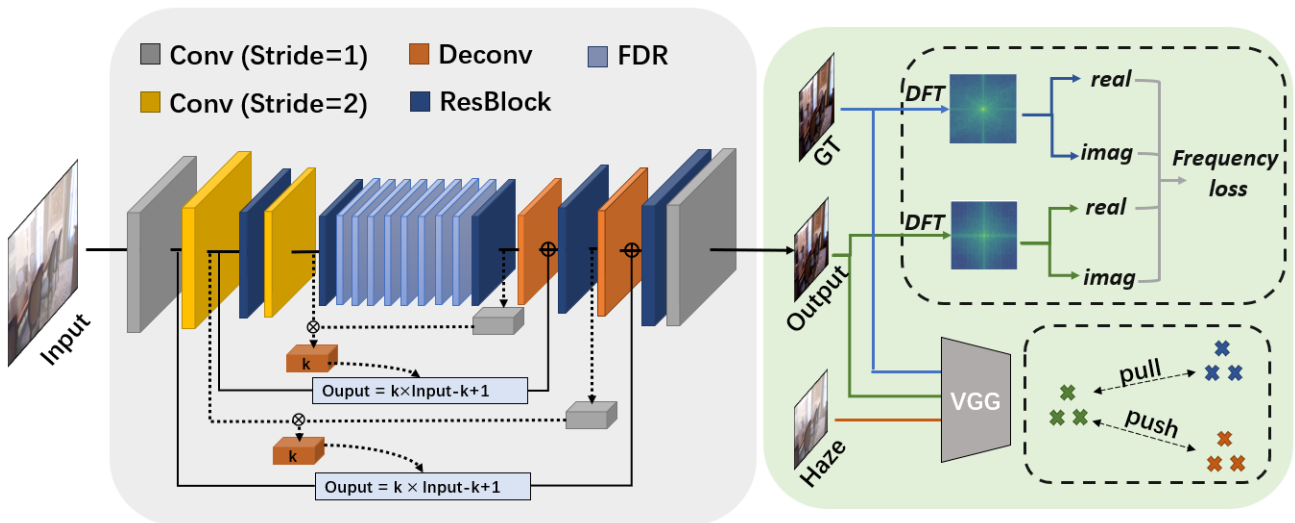 Conv (Stride=1)
Deconv
FDR
Conv (Stride=2)
ResBlock
Input
k
Ouput = k×Input-k+1
k
Ouput = k × Input-k+1
GT
DFT
real
imag
Frequency
loss
Output
DFT
real
imag
Haze
VGG
pull
push